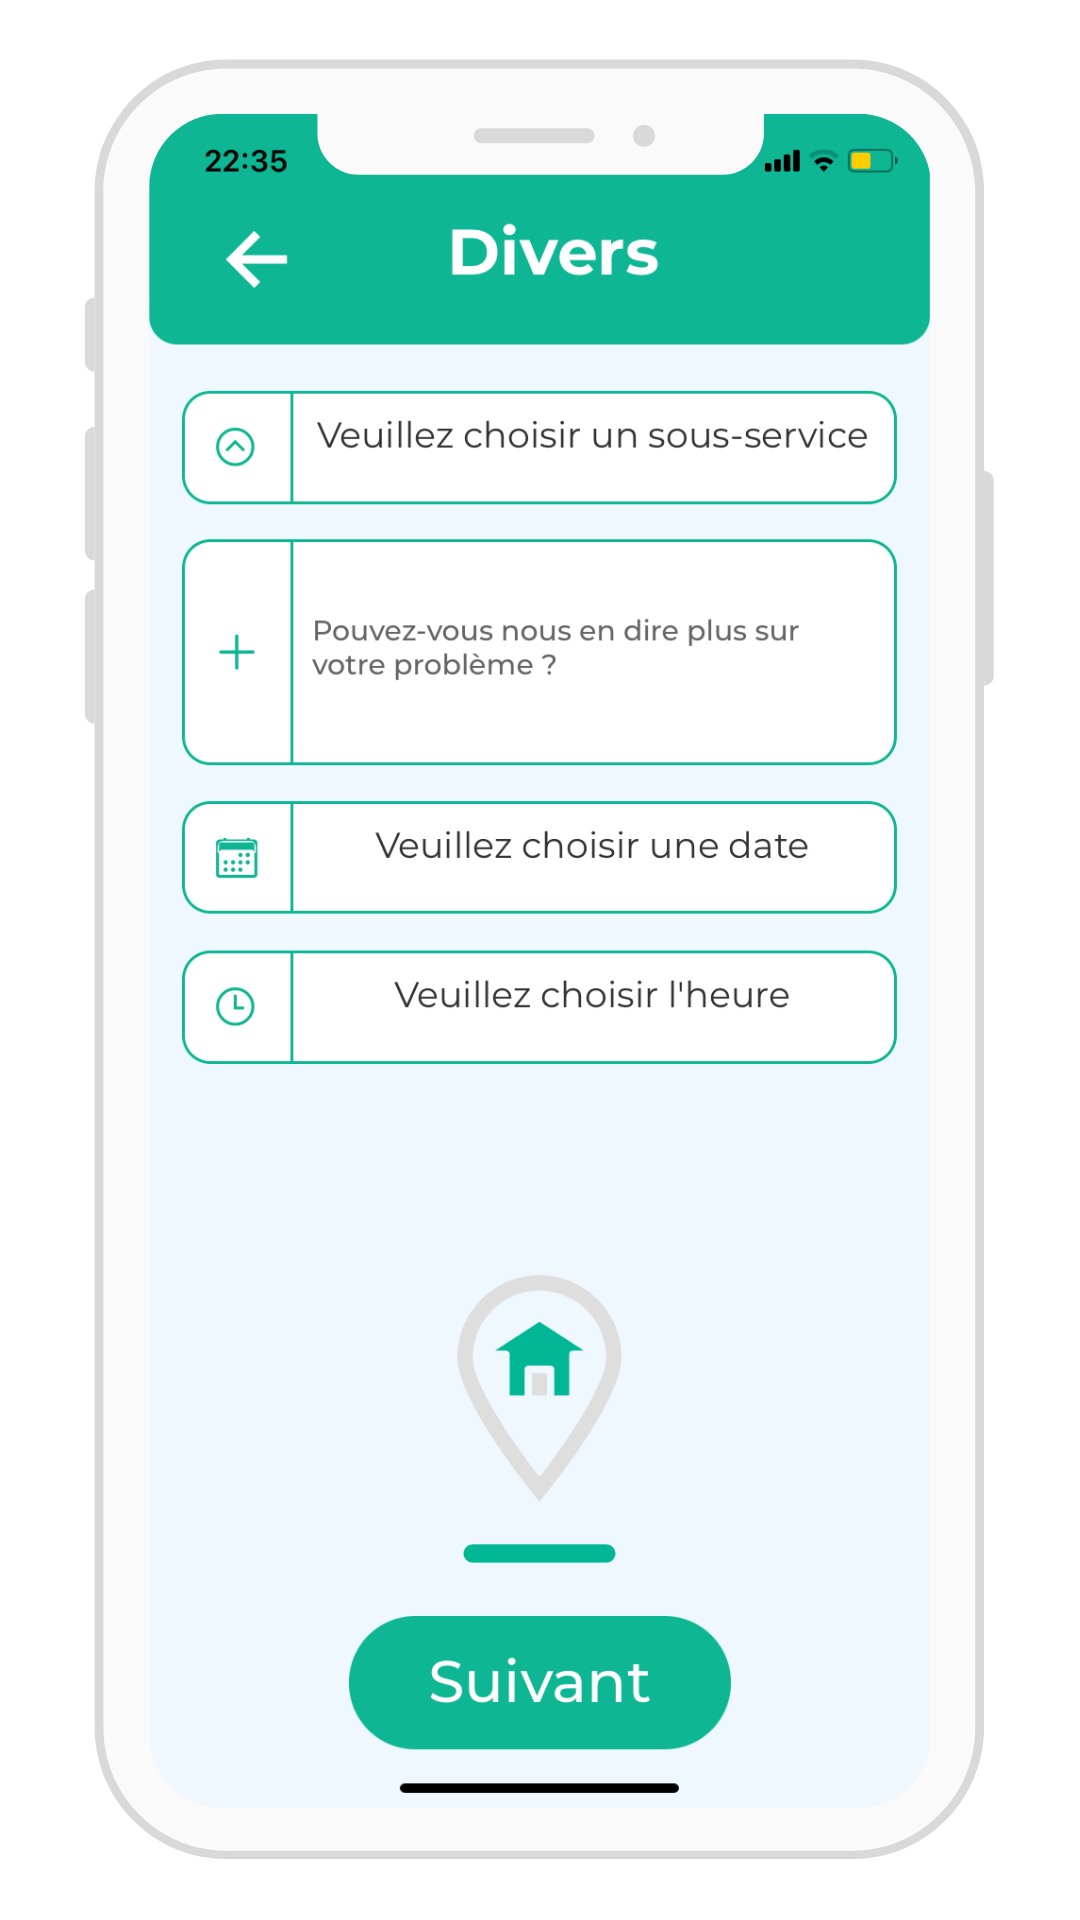 22:35
Divers
Veuillez choisir un sous-service
Pouvez-vous nous en dire plus sur
votre problème ?
Veuillez choisir une date
Veuillez choisir l'heure
Suivant